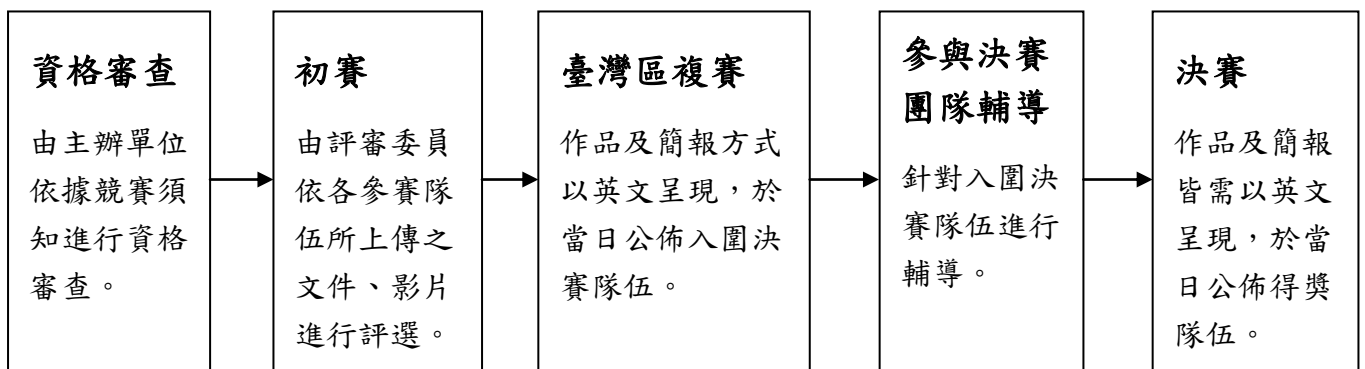 資格審查
由主辦單位
依據競賽須
知進行資格
審查。
初賽
由評審委員
依各參賽隊
伍所上傳之
文件、影片
進行評選。
臺灣區複賽
作品及簡報方式
以英文呈現，於
當日公佈入圍決
賽隊伍。
參與決賽
團隊輔導
針對入圍決
賽隊伍進行
輔導。
決賽
作品及簡報
皆需以英文
呈現，於當
日公佈得獎
隊伍。